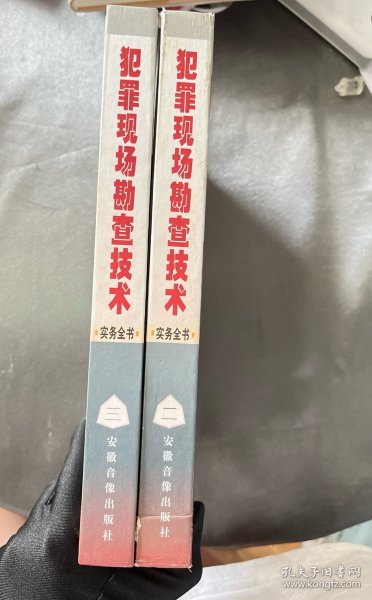 犯罪现场勘查技术
实务全书
三
安徽音像出版社
犯罪现场勘查技术
实务全书
二
安徽音像出版社
孔夫子旧书网
www.kongfz.com